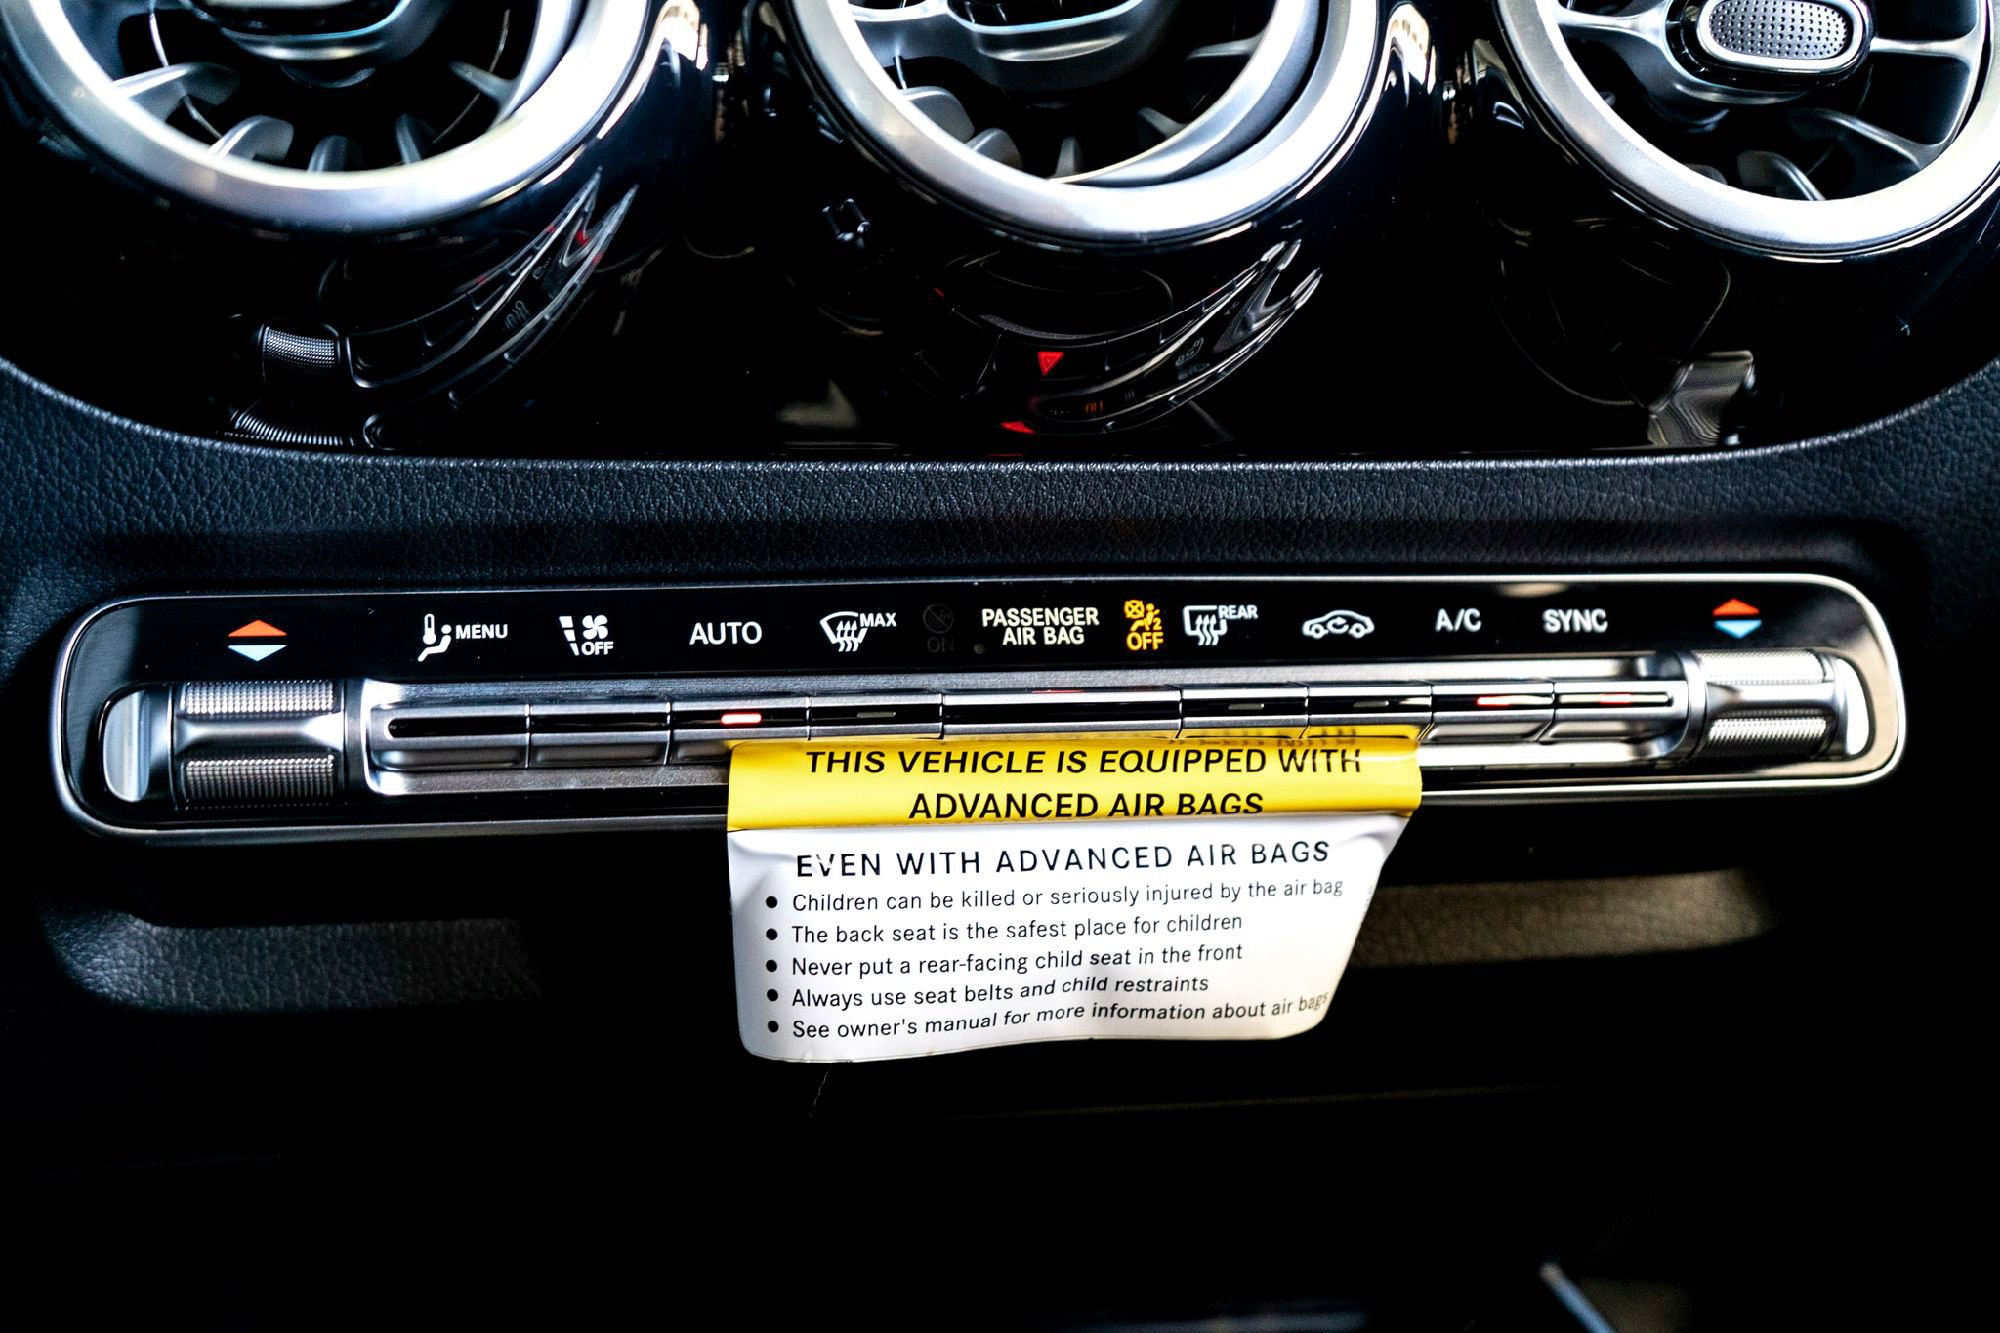 MENU
OFF
AUTO
MAX
ON
PASSENGER
AIR BAG
2
OFF
REAR
A/C
SYNC
THIS VEHICLE IS EQUIPPED WITH
ADVANCED AIR BAGS
EVEN WITH ADVANCED AIR BAGS
• Children can be killed or seriously injured by the air bag
• The back seat is the safest place for children
• Never put a rear-facing child seat in the front
• Always use seat belts and child restraints
• See owner's manual for more information about air bags